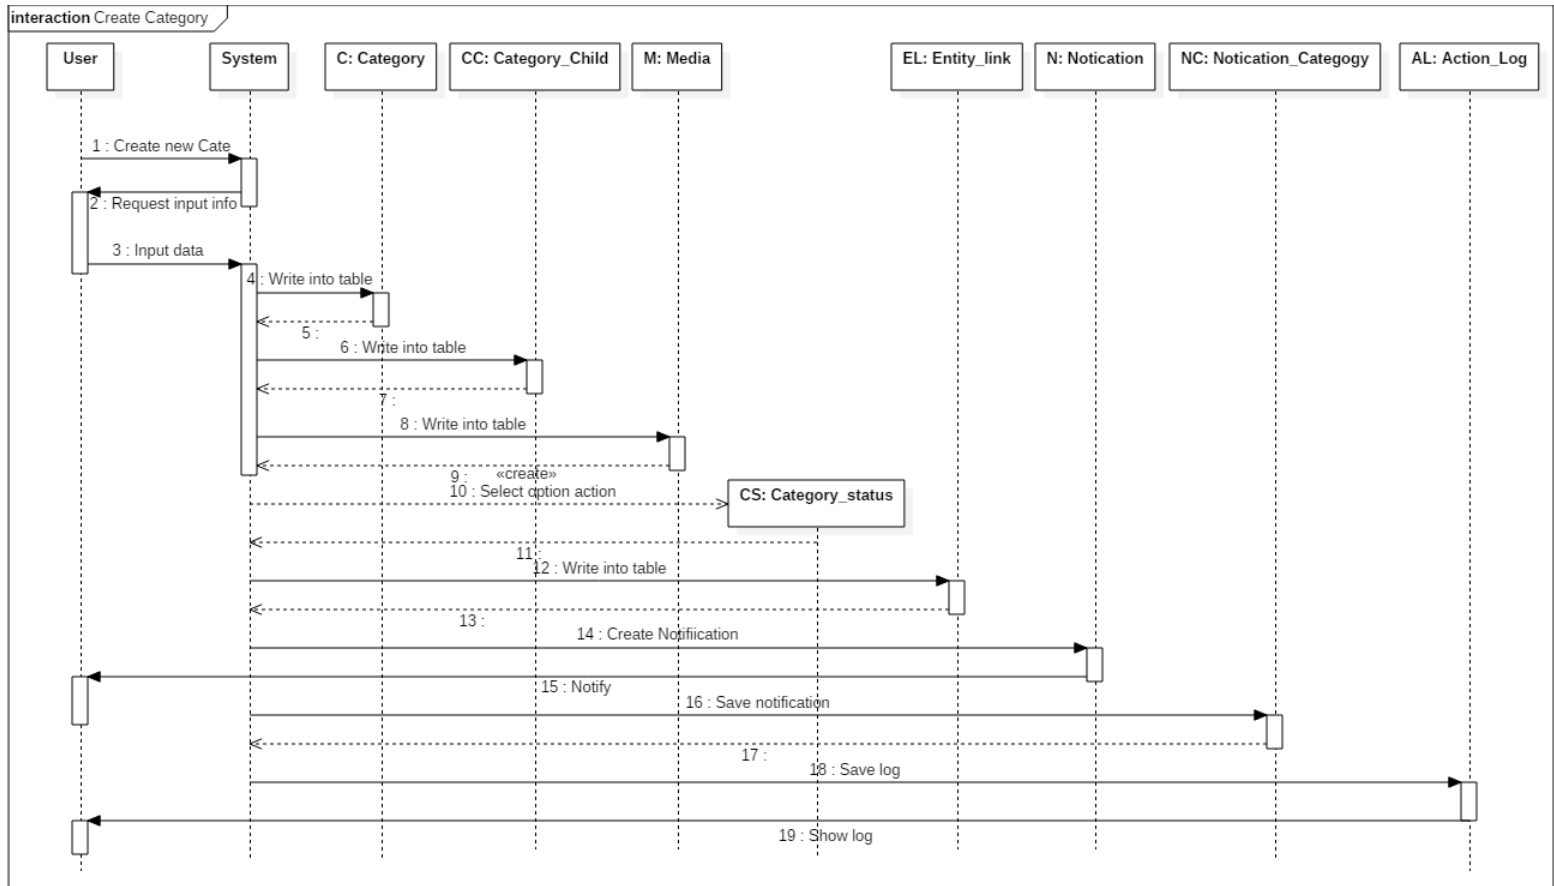 interaction Create Category
User
System
C: Category
CC: Category_Child
M: Media
EL: Entity_link
N: Notication
NC: Notication_Categogy
AL: Action_Log
1 : Create new Cate
2 : Request input info
3 : Input data
4 : Write into table
5 :
6 : Write into table
7 :
8 : Write into table
9 :
«create»
10 : Select option action
CS: Category_status
11 :
12 : Write into table
13 :
14 : Create Notifiication
15 : Notify
16 : Save notification
17 :
18 : Save log
19 : Show log